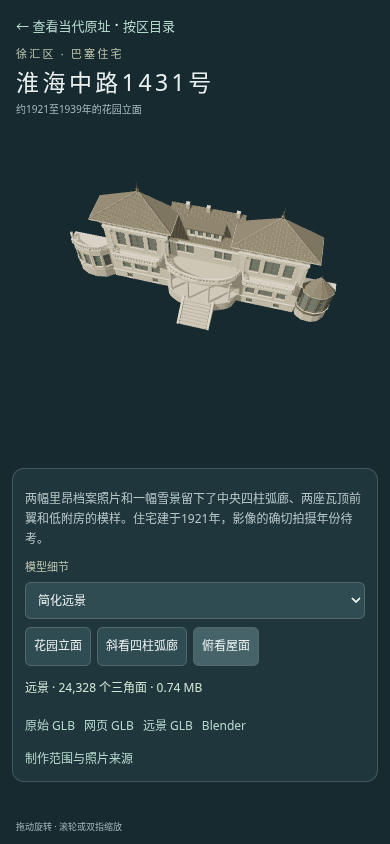 ← 查看当代原址 · 按区目录
徐汇区 · 巴塞住宅
淮海中路1431号
约1921至1939年的花园立面
两幅里昂档案照片和一幅雪景留下了中央四柱弧廊、两座瓦顶前
翼和低附房的模样。住宅建于1921年，影像的确切拍摄年份待
考。
模型细节
简化远景
花园立面 斜看四柱弧廊 俯看屋面
远景 · 24,328 个三角面 · 0.74 MB
原始 GLB 网页 GLB 远景 GLB Blender
制作范围与照片来源
拖动旋转 · 滚轮或双指缩放